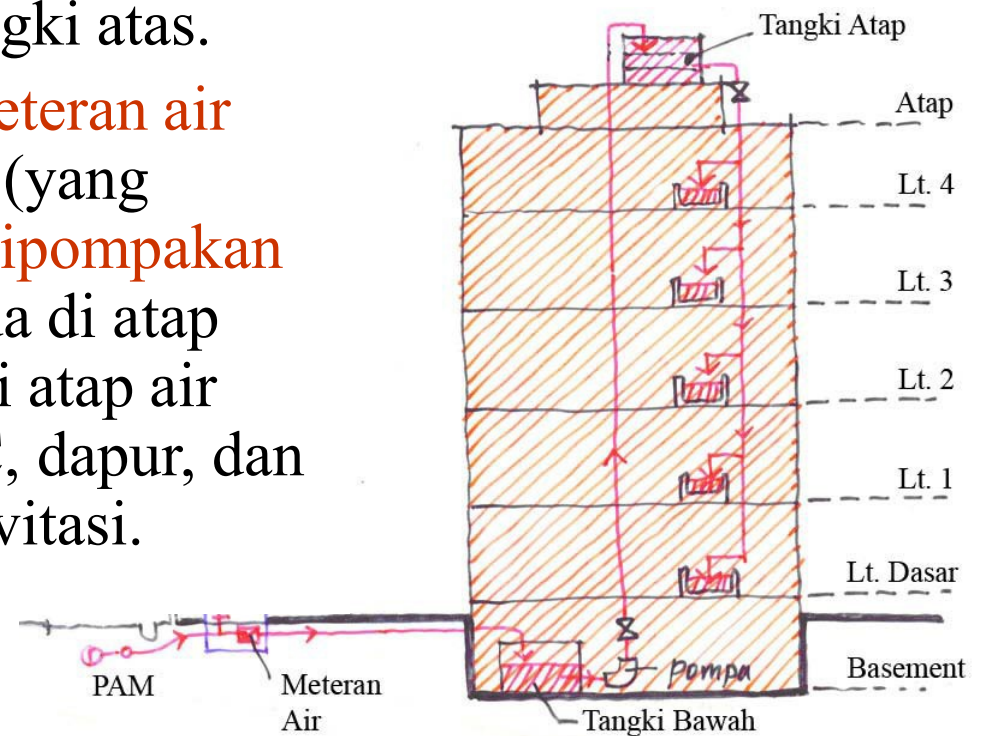 gki atas.
eteran air
(yang
ipompakan
a di atap
i atap air
, dapur, dan
vitasi.
Tangki Atap
Atap
Lt. 4
Lt. 3
Lt. 2
Lt. 1
Lt. Dasar
Basement
pompa
PAM
Meteran
Air
Tangki Bawah